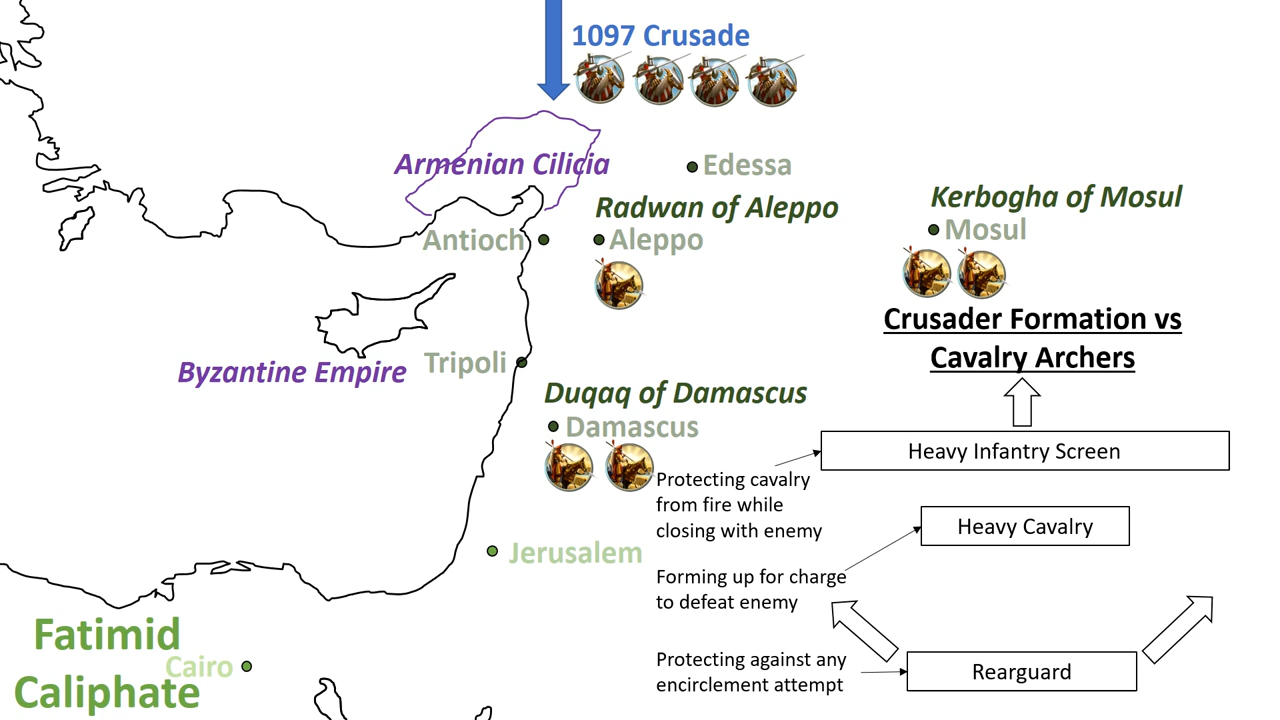 1097 Crusade
Armenian Cilicia
Edessa
Radwan of Aleppo
Kerbogha of Mosul
Antioch
Aleppo
Mosul
Crusader Formation vs
Cavalry Archers
Byzantine Empire
Tripoli
Duqaq of Damascus
Damascus
Heavy Infantry Screen
Protecting cavalry
from fire while
closing with enemy
Heavy Cavalry
Jerusalem
Forming up for charge
to defeat enemy
Fatimid
Caliphate
Cairo
Protecting against any
encirclement attempt
Rearguard